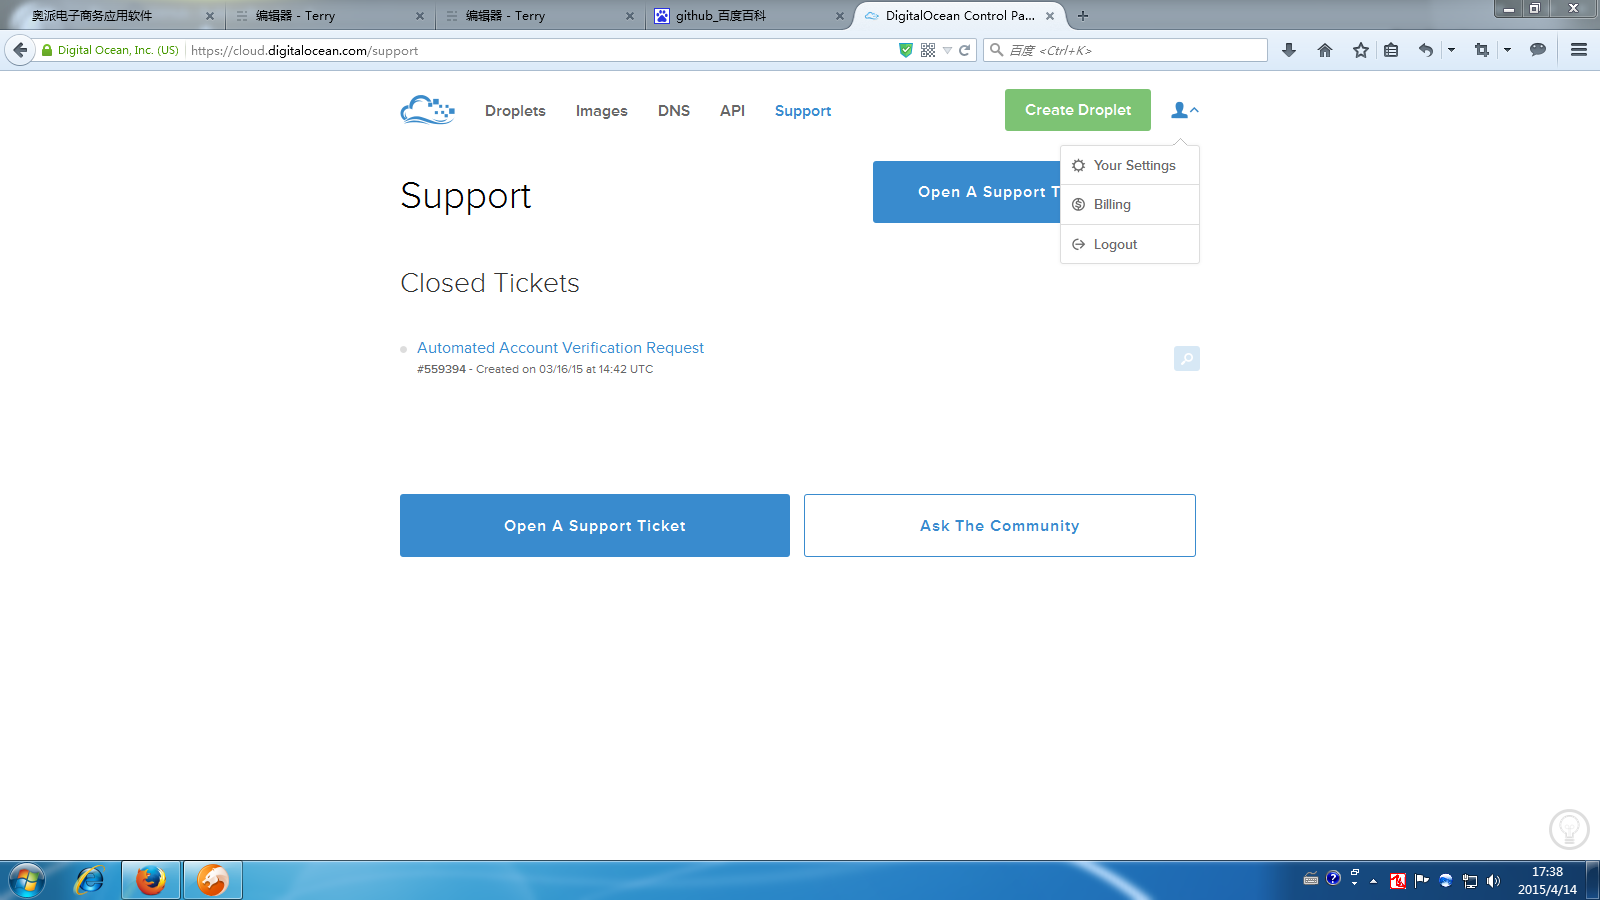 奥派电子商务应用软件
编辑器 - Terry
编辑器 - Terry
github_百度百科
DigitalOcean Control Pa...
Digital Ocean, Inc. (US)
https://cloud.digitalocean.com/support
百度 <Ctrl+K>
Droplets
Images
DNS
API
Support
Create Droplet
Your Settings
Billing
Logout
Support
Open A Support T
Closed Tickets
Automated Account Verification Request
#559394 - Created on 03/16/15 at 14:42 UTC
Open A Support Ticket
Ask The Community
17:38
2015/4/14